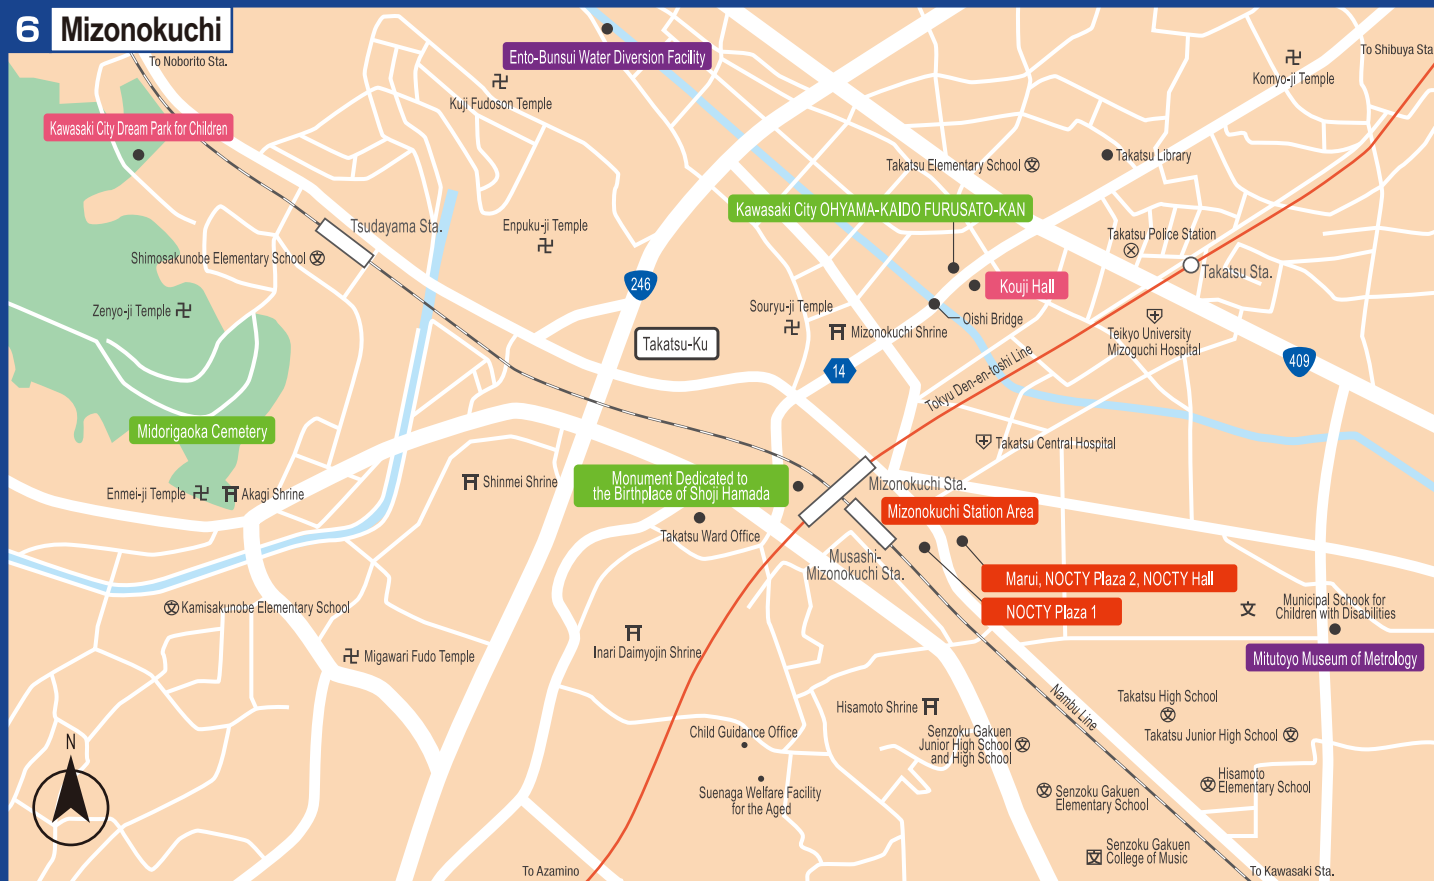 6 Mizonokuchi
To Noborito Sta.
Ento-Bunsui Water Diversion Facility
To Shibuya Sta
Komyo-ji Temple
Kuji Fudoson Temple
Kawasaki City Dream Park for Children
Takatsu Elementary School
Takatsu Library
Kawasaki City OHYAMA-KAIDO FURUSATO-KAN
Tsudayama Sta.
Enpuku-ji Temple
Takatsu Police Station
Shimosakunobe Elementary School
Takatsu Sta.
246
Kouji Hall
Zenyo-ji Temple
Souryu-ji Temple
Oishi Bridge
Mizonokuchi Shrine
Teikyo University
Mizoguchi Hospital
Takatsu-Ku
14
409
Tokyu Den-en-toshi Line
Midorigaoka Cemetery
Takatsu Central Hospital
Shinmei Shrine
Monument Dedicated to
the Birthplace of Shoji Hamada
Mizonokuchi Sta.
Enmei-ji Temple
Akagi Shrine
Mizonokuchi Station Area
Takatsu Ward Office
Musashi-
Mizonokuchi Sta.
Marui, NOCTY Plaza 2, NOCTY Hall
NOCTY Plaza 1
Kamisakunobe Elementary School
文
Municipal Schook for
Children with Disabilities
Inari Daimyojin Shrine
Migawari Fudo Temple
Mitutoyo Museum of Metrology
Nambu Line
Hisamoto Shrine
Takatsu High School
Child Guidance Office
Senzoku Gakuen
Junior High School
and High School
Takatsu Junior High School
N
Suenaga Welfare Facility
for the Aged
Senzoku Gakuen
Elementary School
Hisamoto
Elementary School
Senzoku Gakuen
College of Music
To Azamino
To Kawasaki Sta.